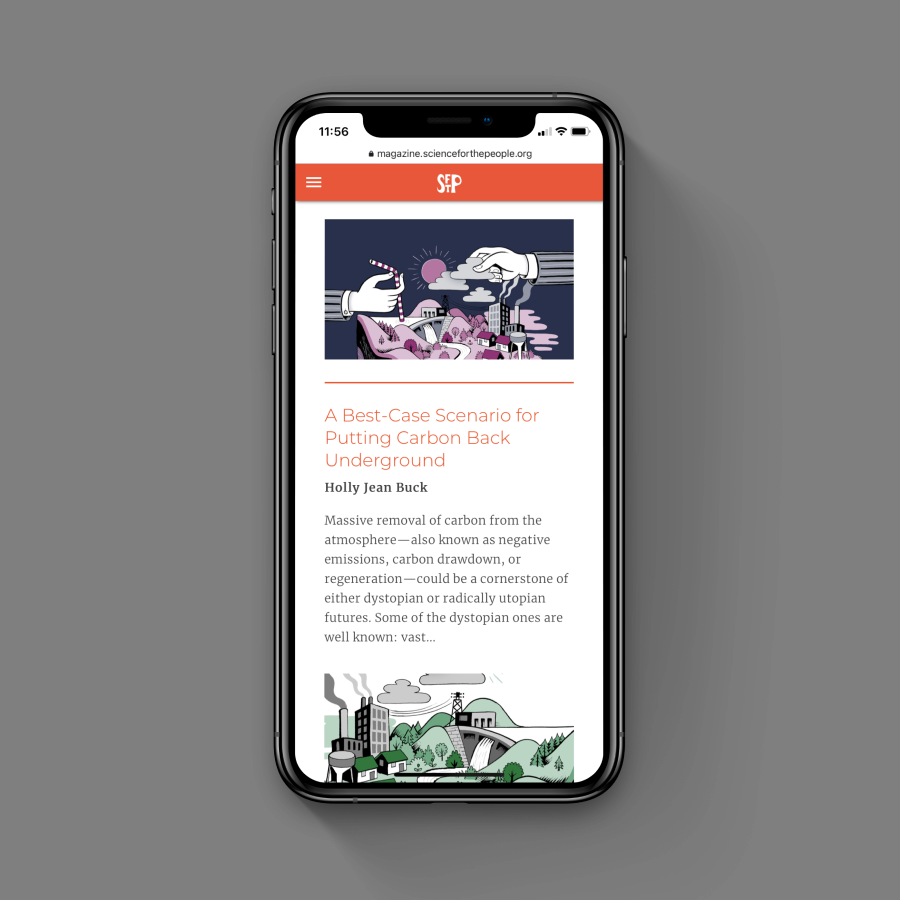 11:56
magazine.scienceforthepeople.org
SFTP
A Best-Case Scenario for
Putting Carbon Back
Underground
Holly Jean Buck
Massive removal of carbon from the
atmosphere—also known as negative
emissions, carbon drawdown, or
regeneration—could be a cornerstone of
either dystopian or radically utopian
futures. Some of the dystopian ones are
well known: vast...